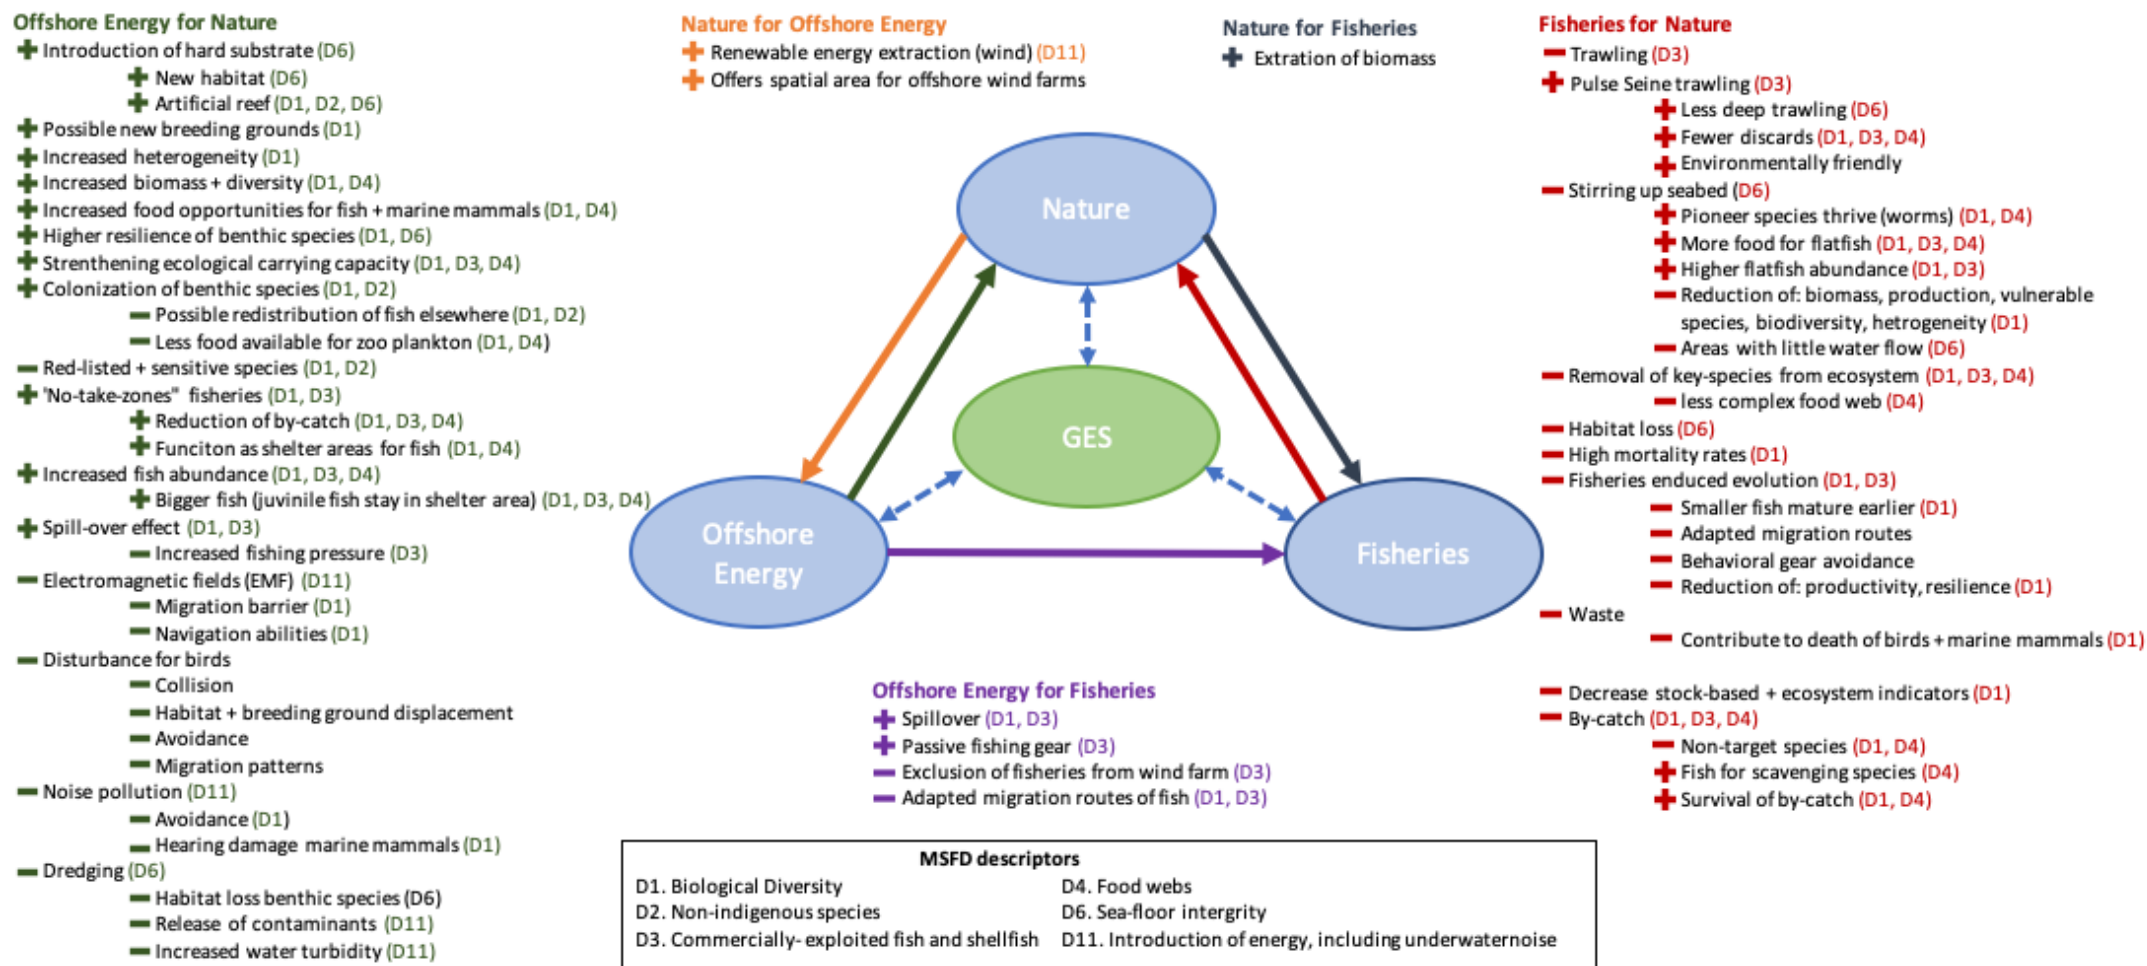 Offshore Energy for Nature
+ Introduction of hard substrate (D6)
+ New habitat (D6)
+ Artificial reef (D1, D2, D6)
+ Possible new breeding grounds (D1)
+ Increased heterogeneity (D1)
+ Increased biomass + diversity (D1, D4)
+ Increased food opportunities for fish + marine mammals (D1, D4)
+ Higher resilience of benthic species (D1, D6)
+ Strenthening ecological carrying capacity (D1, D3, D4)
+ Colonization of benthic species (D1, D2)
− Possible redistribution of fish elsewhere (D1, D2)
− Less food available for zoo plankton (D1, D4)
− Red-listed + sensitive species (D1, D2)
+ 'No-take-zones" fisheries (D1, D3)
+ Reduction of by-catch (D1, D3, D4)
+ Funciton as shelter areas for fish (D1, D4)
+ Increased fish abundance (D1, D3, D4)
+ Bigger fish (juvinile fish stay in shelter area) (D1, D3, D4)
+ Spill-over effect (D1, D3)
− Increased fishing pressure (D3)
− Electromagnetic fields (EMF) (D11)
− Migration barrier (D1)
− Navigation abilities (D1)
− Disturbance for birds
− Collision
− Habitat + breeding ground displacement
− Avoidance
− Migration patterns
− Noise pollution (D11)
− Avoidance (D1)
− Hearing damage marine mammals (D1)
− Dredging (D6)
− Habitat loss benthic species (D6)
− Release of contaminants (D11)
− Increased water turbidity (D11)
Nature for Offshore Energy
+ Renewable energy extraction (wind) (D11)
+ Offers spatial area for offshore wind farms
Nature for Fisheries
+ Extration of biomass
Nature
GES
Offshore
Energy
Fisheries
Offshore Energy for Fisheries
+ Spillover (D1, D3)
+ Passive fishing gear (D3)
− Exclusion of fisheries from wind farm (D3)
− Adapted migration routes of fish (D1, D3)
Fisheries for Nature
− Trawling (D3)
+ Pulse Seine trawling (D3)
+ Less deep trawling (D6)
+ Fewer discards (D1, D3, D4)
+ Environmentally friendly
− Stirring up seabed (D6)
+ Pioneer species thrive (worms) (D1, D4)
+ More food for flatfish (D1, D3, D4)
+ Higher flatfish abundance (D1, D3)
− Reduction of: biomass, production, vulnerable
species, biodiversity, hetrogeneity (D1)
− Areas with little water flow (D6)
− Removal of key-species from ecosystem (D1, D3, D4)
− less complex food web (D4)
− Habitat loss (D6)
− High mortality rates (D1)
− Fisheries enduced evolution (D1, D3)
− Smaller fish mature earlier (D1)
− Adapted migration routes
− Behavioral gear avoidance
− Reduction of: productivity, resilience (D1)
− Waste
− Contribute to death of birds + marine mammals (D1)
− Decrease stock-based + ecosystem indicators (D1)
− By-catch (D1, D3, D4)
− Non-target species (D1, D4)
+ Fish for scavenging species (D4)
+ Survival of by-catch (D1, D4)
MSFD descriptors
D1. Biological Diversity
D2. Non-indigenous species
D3. Commercially- exploited fish and shellfish
D4. Food webs
D6. Sea-floor intergrity
D11. Introduction of energy, including underwaternoise